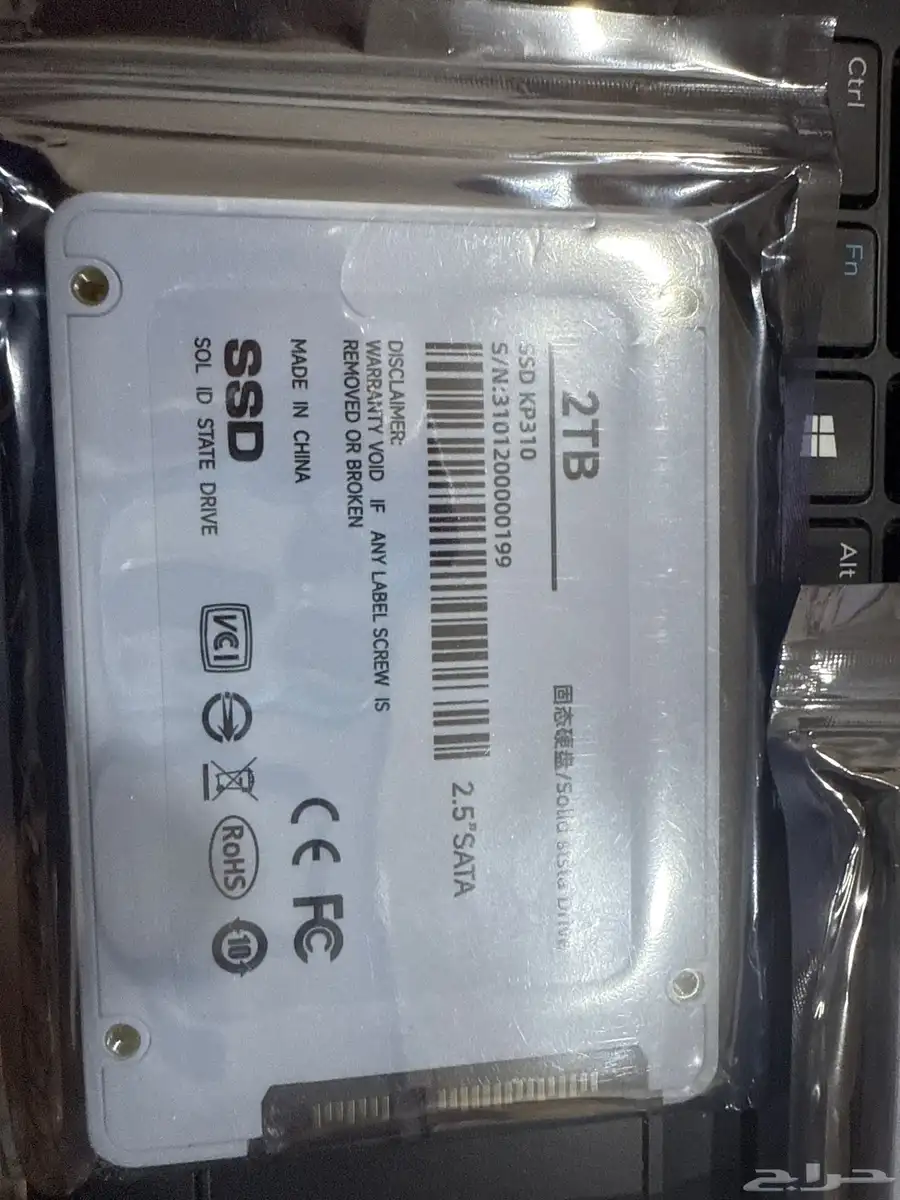 2TB
固态硬盘/Solid
SSD KP310
S/N:3101200000199
2.5"SATA
DISCLAIMER:
WARRANTY VOID IF ANY LABEL SCREW IS
REMOVED OR BROKEN
MADE IN CHINA
CE FC
SSD
SOL ID STATE DRIVE
VCI
RoHS
10
Ctrl
Fn
Alt
حراج